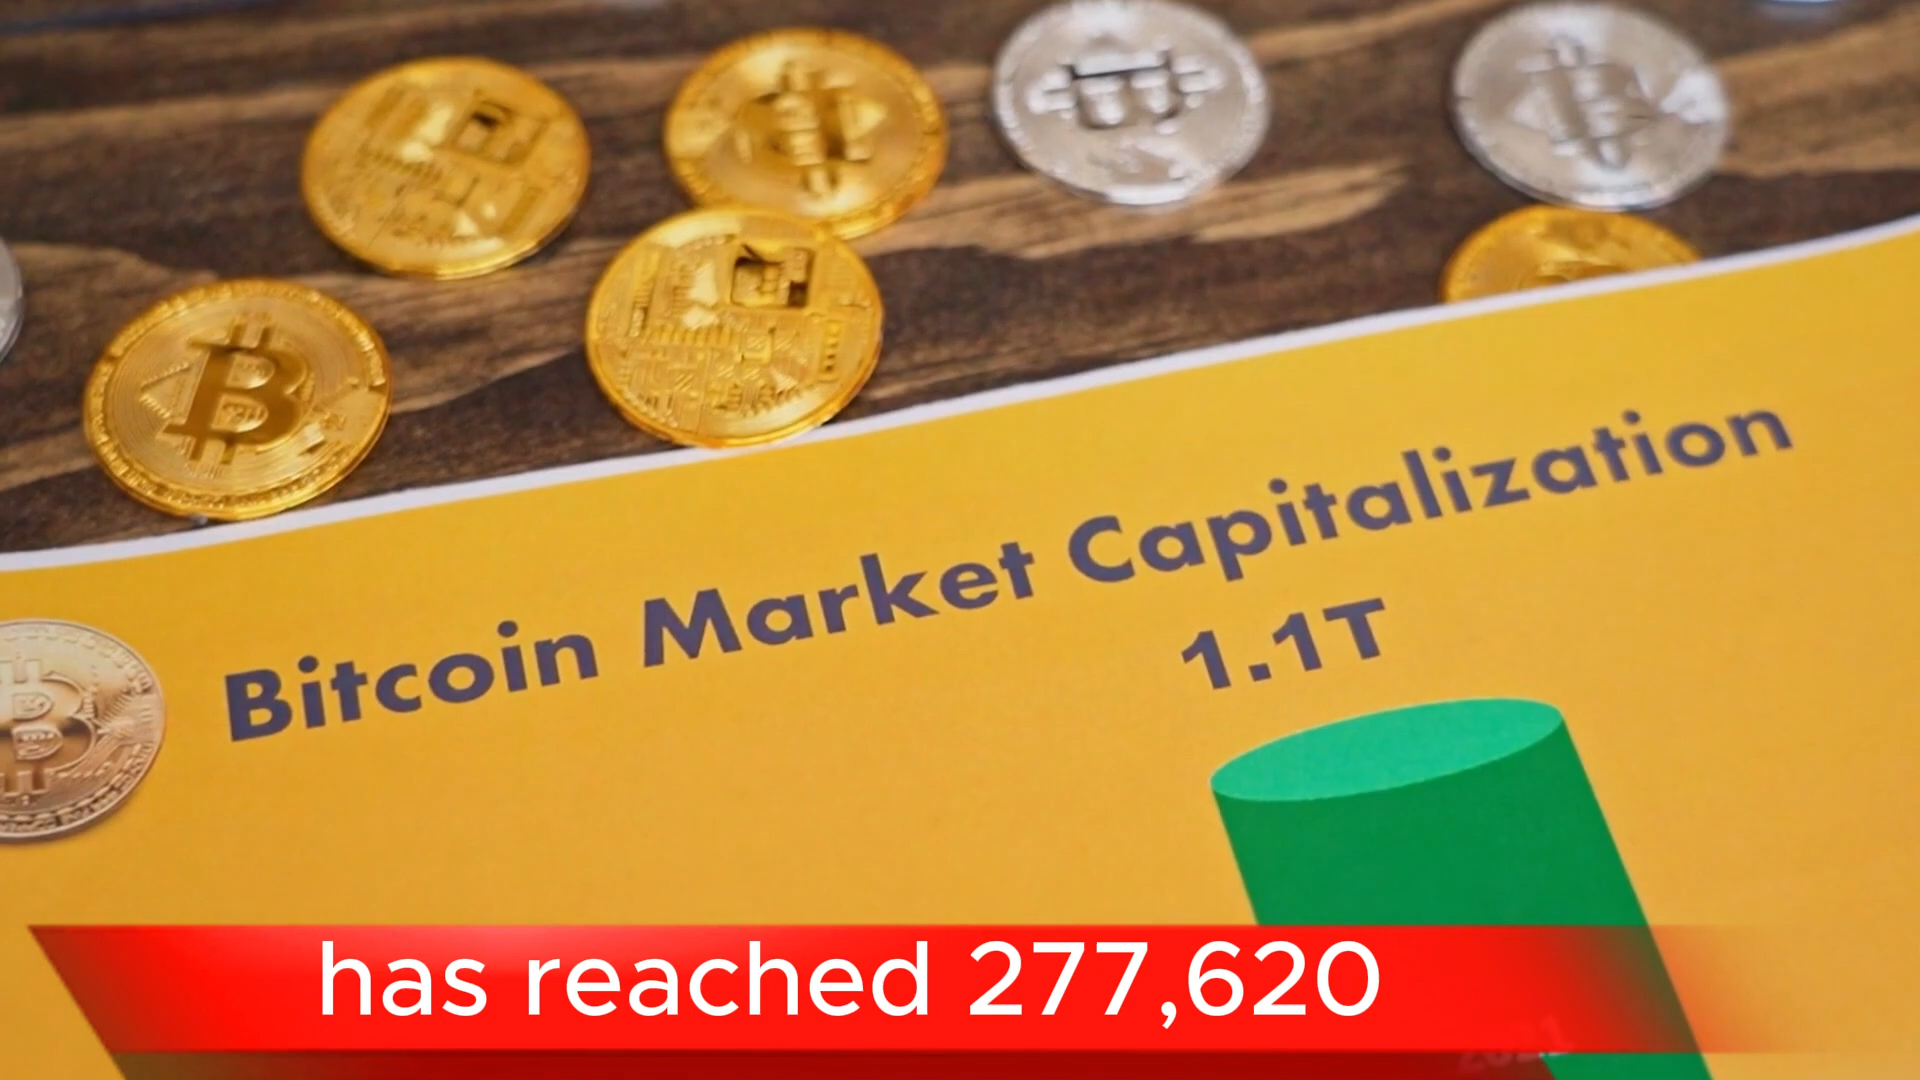 Bitcoin Market Capitalization
1.1T
has reached 277,620